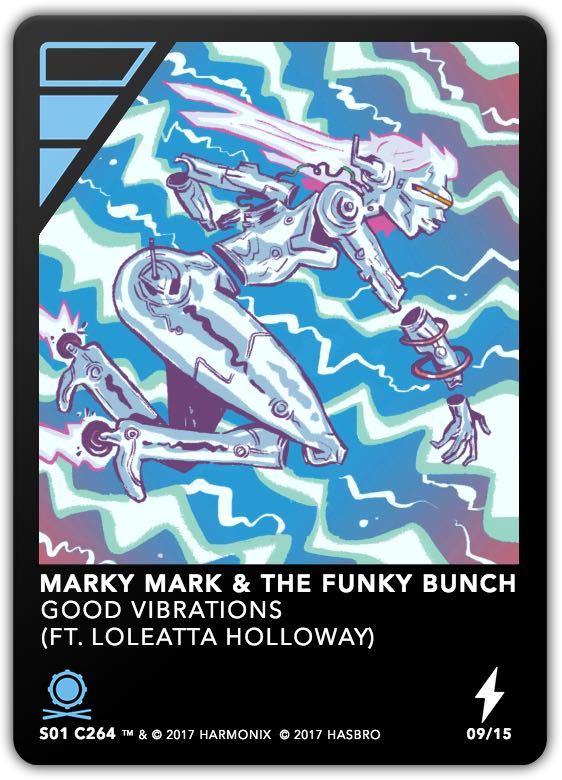 MARKY MARK & THE FUNKY BUNCH
GOOD VIBRATIONS
(FT. LOLEATTA HOLLOWAY)
S01 C264 ™ & © 2017 HARMONIX © 2017 HASBRO 09/15